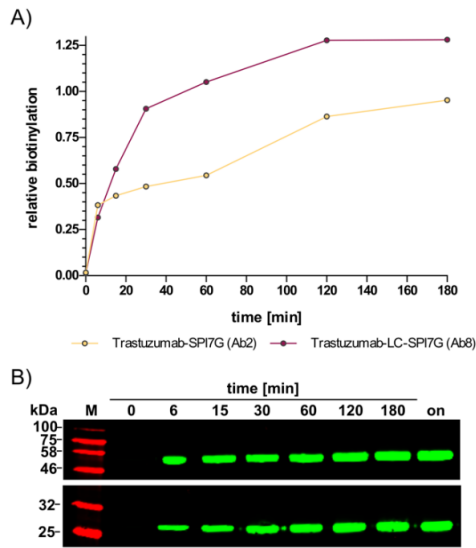 A)
relative biotinylation
1.25
1.00
0.75
0.50
0.25
0.00
0 20 40 60 80 100 120 140 160 180
time [min]
Trastuzumab-SPI7G (Ab2) Trastuzumab-LC-SPI7G (Ab8)
B)
time [min]
kDa M 0 6 15 30 60 120 180 on
100-
75-
58-
46-
32-
25-